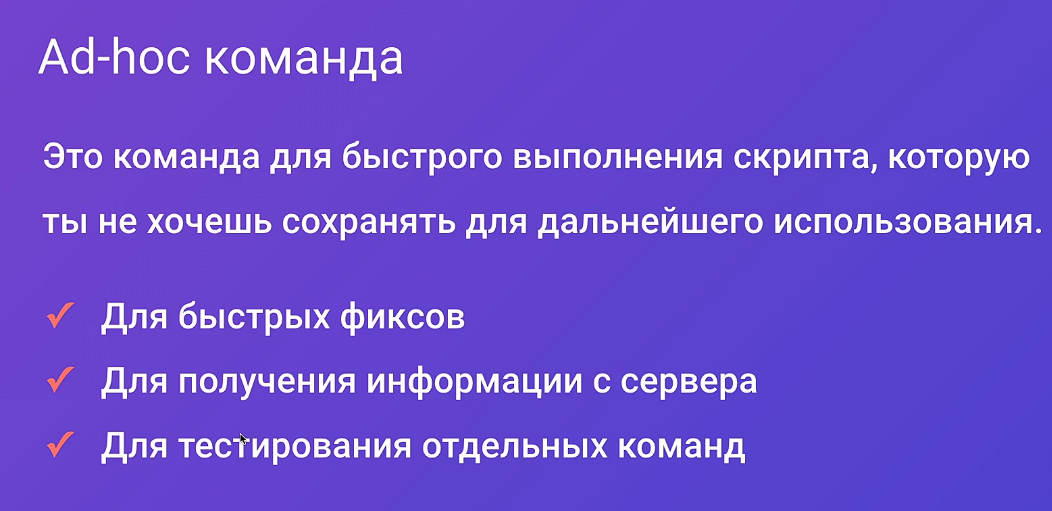 Ad-hoc команда
Это команда для быстрого выполнения скрипта, которую
ты не хочешь сохранять для дальнейшего использования.
Для быстрых фиксов
Для получения информации с сервера
Для тестирования отдельных команд